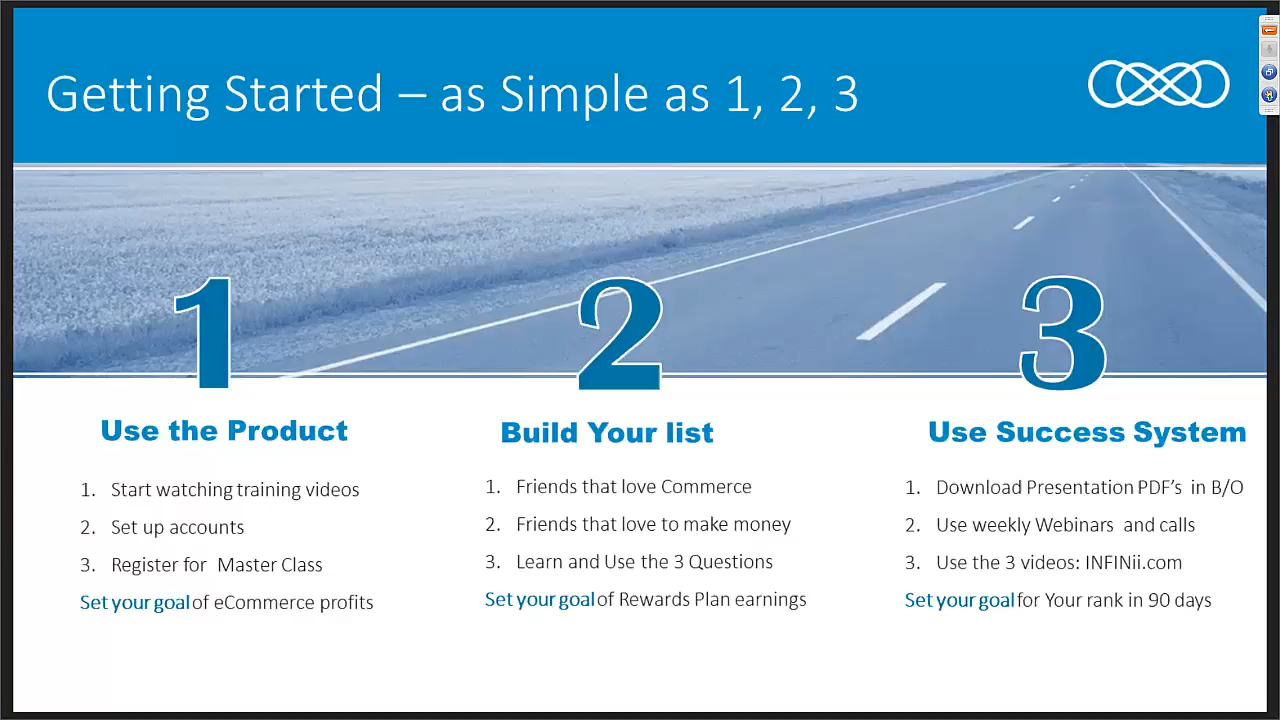 Getting Started – as Simple as 1, 2, 3
1
Use the Product
1. Start watching training videos
2. Set up accounts
3. Register for Master Class
Set your goal of eCommerce profits
2
Build Your list
1. Friends that love Commerce
2. Friends that love to make money
3. Learn and Use the 3 Questions
Set your goal of Rewards Plan earnings
3
Use Success System
1. Download Presentation PDF's in B/O
2. Use weekly Webinars and calls
3. Use the 3 videos: INFINii.com
Set your goal for Your rank in 90 days